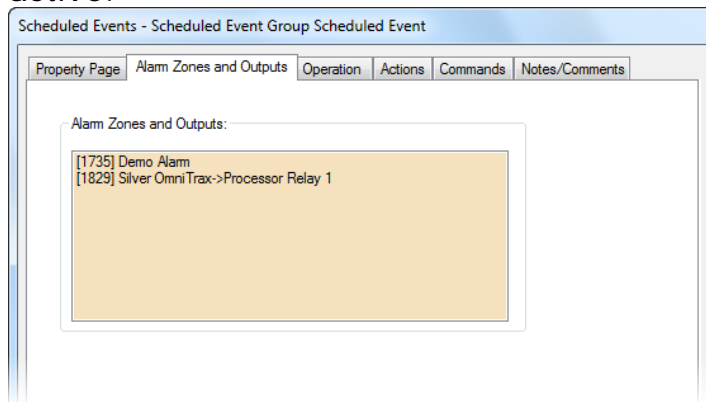 Scheduled Events - Scheduled Event Group Scheduled Event
Property Page Alarm Zones and Outputs Operation Actions Commands Notes/Comments
Alarm Zones and Outputs:
[1735] Demo Alarm
[1829] Silver OmniTrax->Processor Relay 1